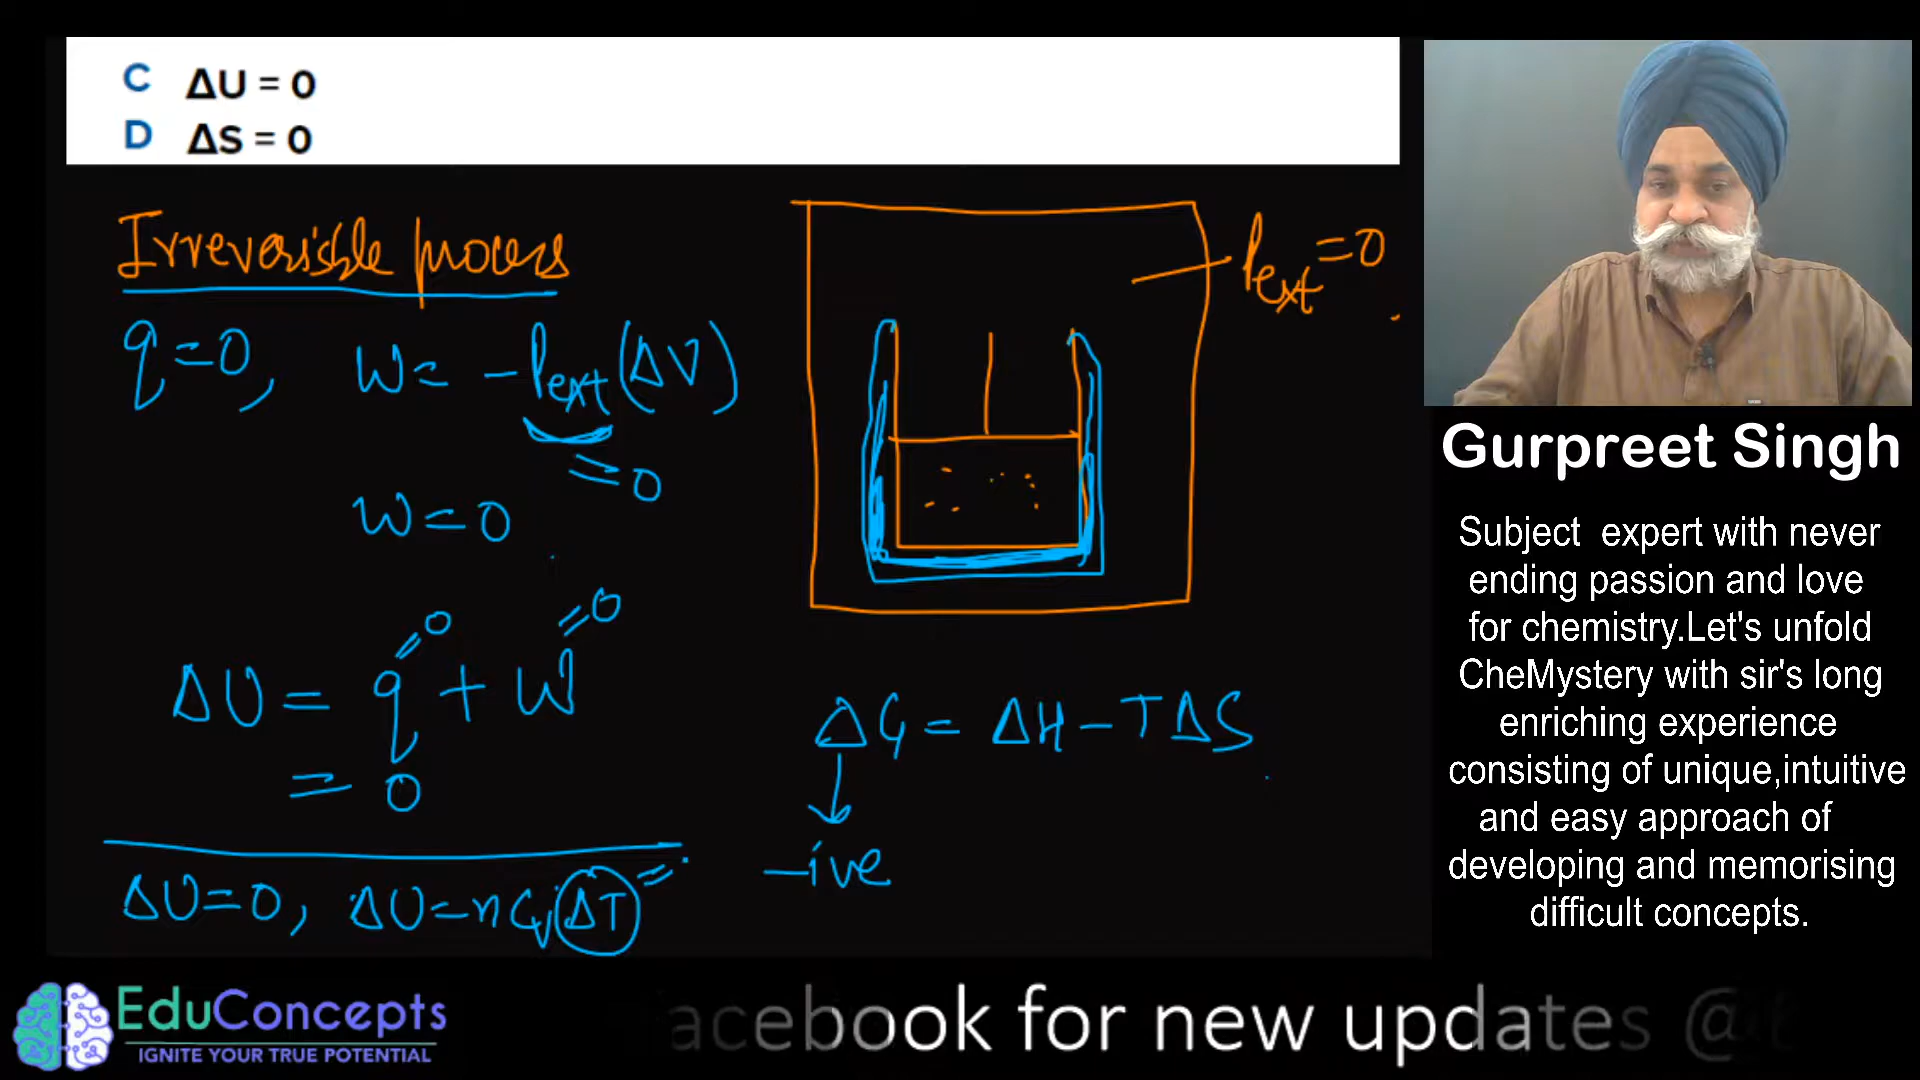 C ΔU = 0
D ΔS = 0
Irreversible process
q=0, W= -Pext(ΔV)
=0
W=0
Pext=0
ΔU = q=0 + W=0
= 0
ΔU=0, ΔU=nCvΔT=
ΔG = ΔH - TΔS
-ive
Gurpreet Singh
Subject expert with never
ending passion and love
for chemistry.Let's unfold
CheMystery with sir's long
enriching experience
consisting of unique,intuitive
and easy approach of
developing and memorising
difficult concepts.
EduConcepts
IGNITE YOUR TRUE POTENTIAL
acebook for new updates @